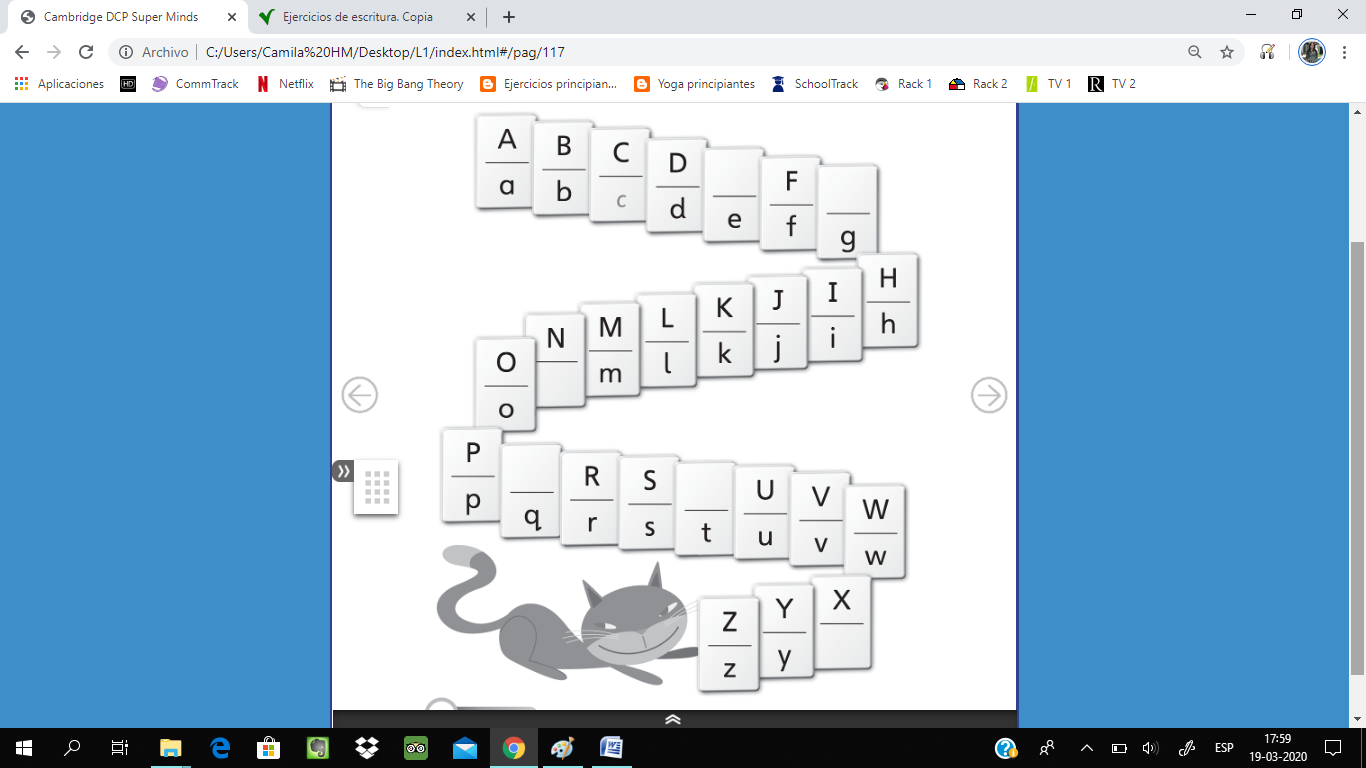 Cambridge DCP Super Minds
Ejercicios de escritura. Copia
Archivo
C:/Users/Camila%20HM/Desktop/L1/index.html#/pag/117
Aplicaciones HD CommTrack N Netflix The Big Bang Theory Ejercicios principian... Yoga principiantes SchoolTrack Rack 1 Rack 2 TV 1 R TV 2
A B C D F
a b c d e f g
O N M L K J I H
o m l k j i h
P R S U V W
p q r s t u v w
Z Y X
z y
ESP
17:59
19-03-2020